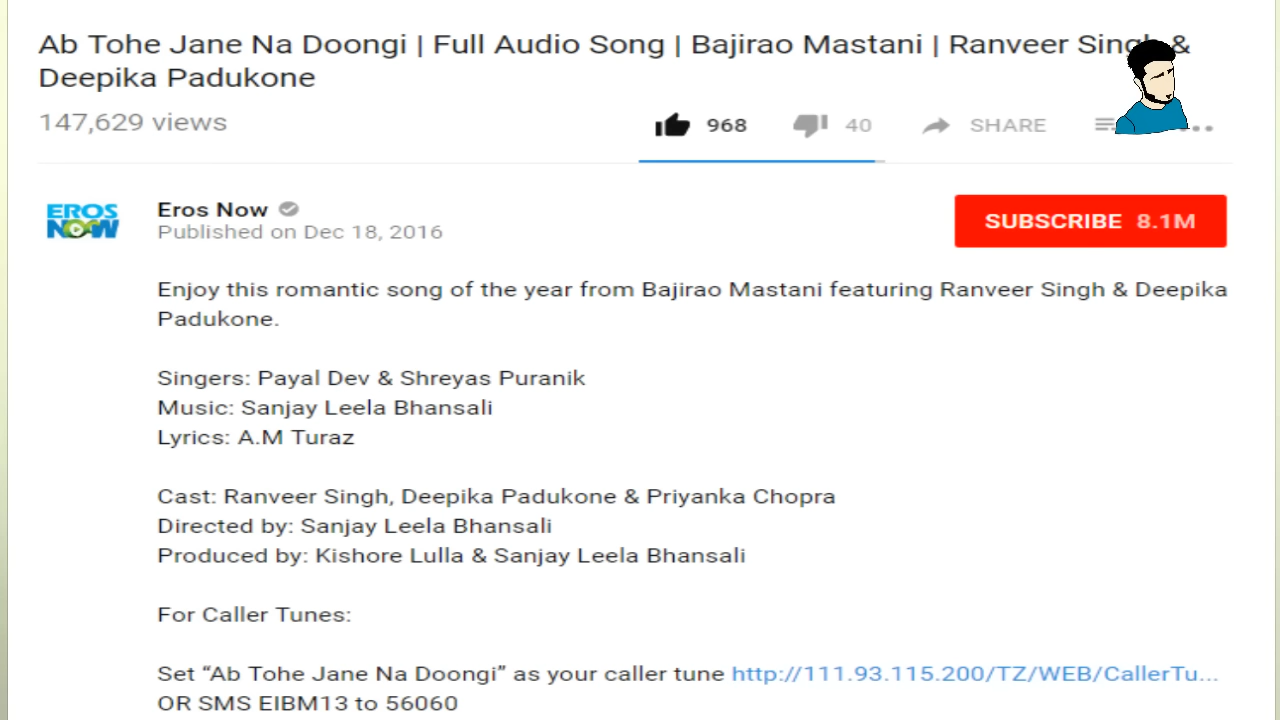 Ab Tohe Jane Na Doongi | Full Audio Song | Bajirao Mastani | Ranveer Singh &
Deepika Padukone
147,629 views
968
40
SHARE
EROS
NOW
Eros Now
Published on Dec 18, 2016
SUBSCRIBE 8.1M
Enjoy this romantic song of the year from Bajirao Mastani featuring Ranveer Singh & Deepika
Padukone.
Singers: Payal Dev & Shreyas Puranik
Music: Sanjay Leela Bhansali
Lyrics: A.M Turaz
Cast: Ranveer Singh, Deepika Padukone & Priyanka Chopra
Directed by: Sanjay Leela Bhansali
Produced by: Kishore Lulla & Sanjay Leela Bhansali
For Caller Tunes:
Set “Ab Tohe Jane Na Doongi” as your caller tune http://111.93.115.200/TZ/WEB/CallerTu...
OR SMS EIBM13 to 56060